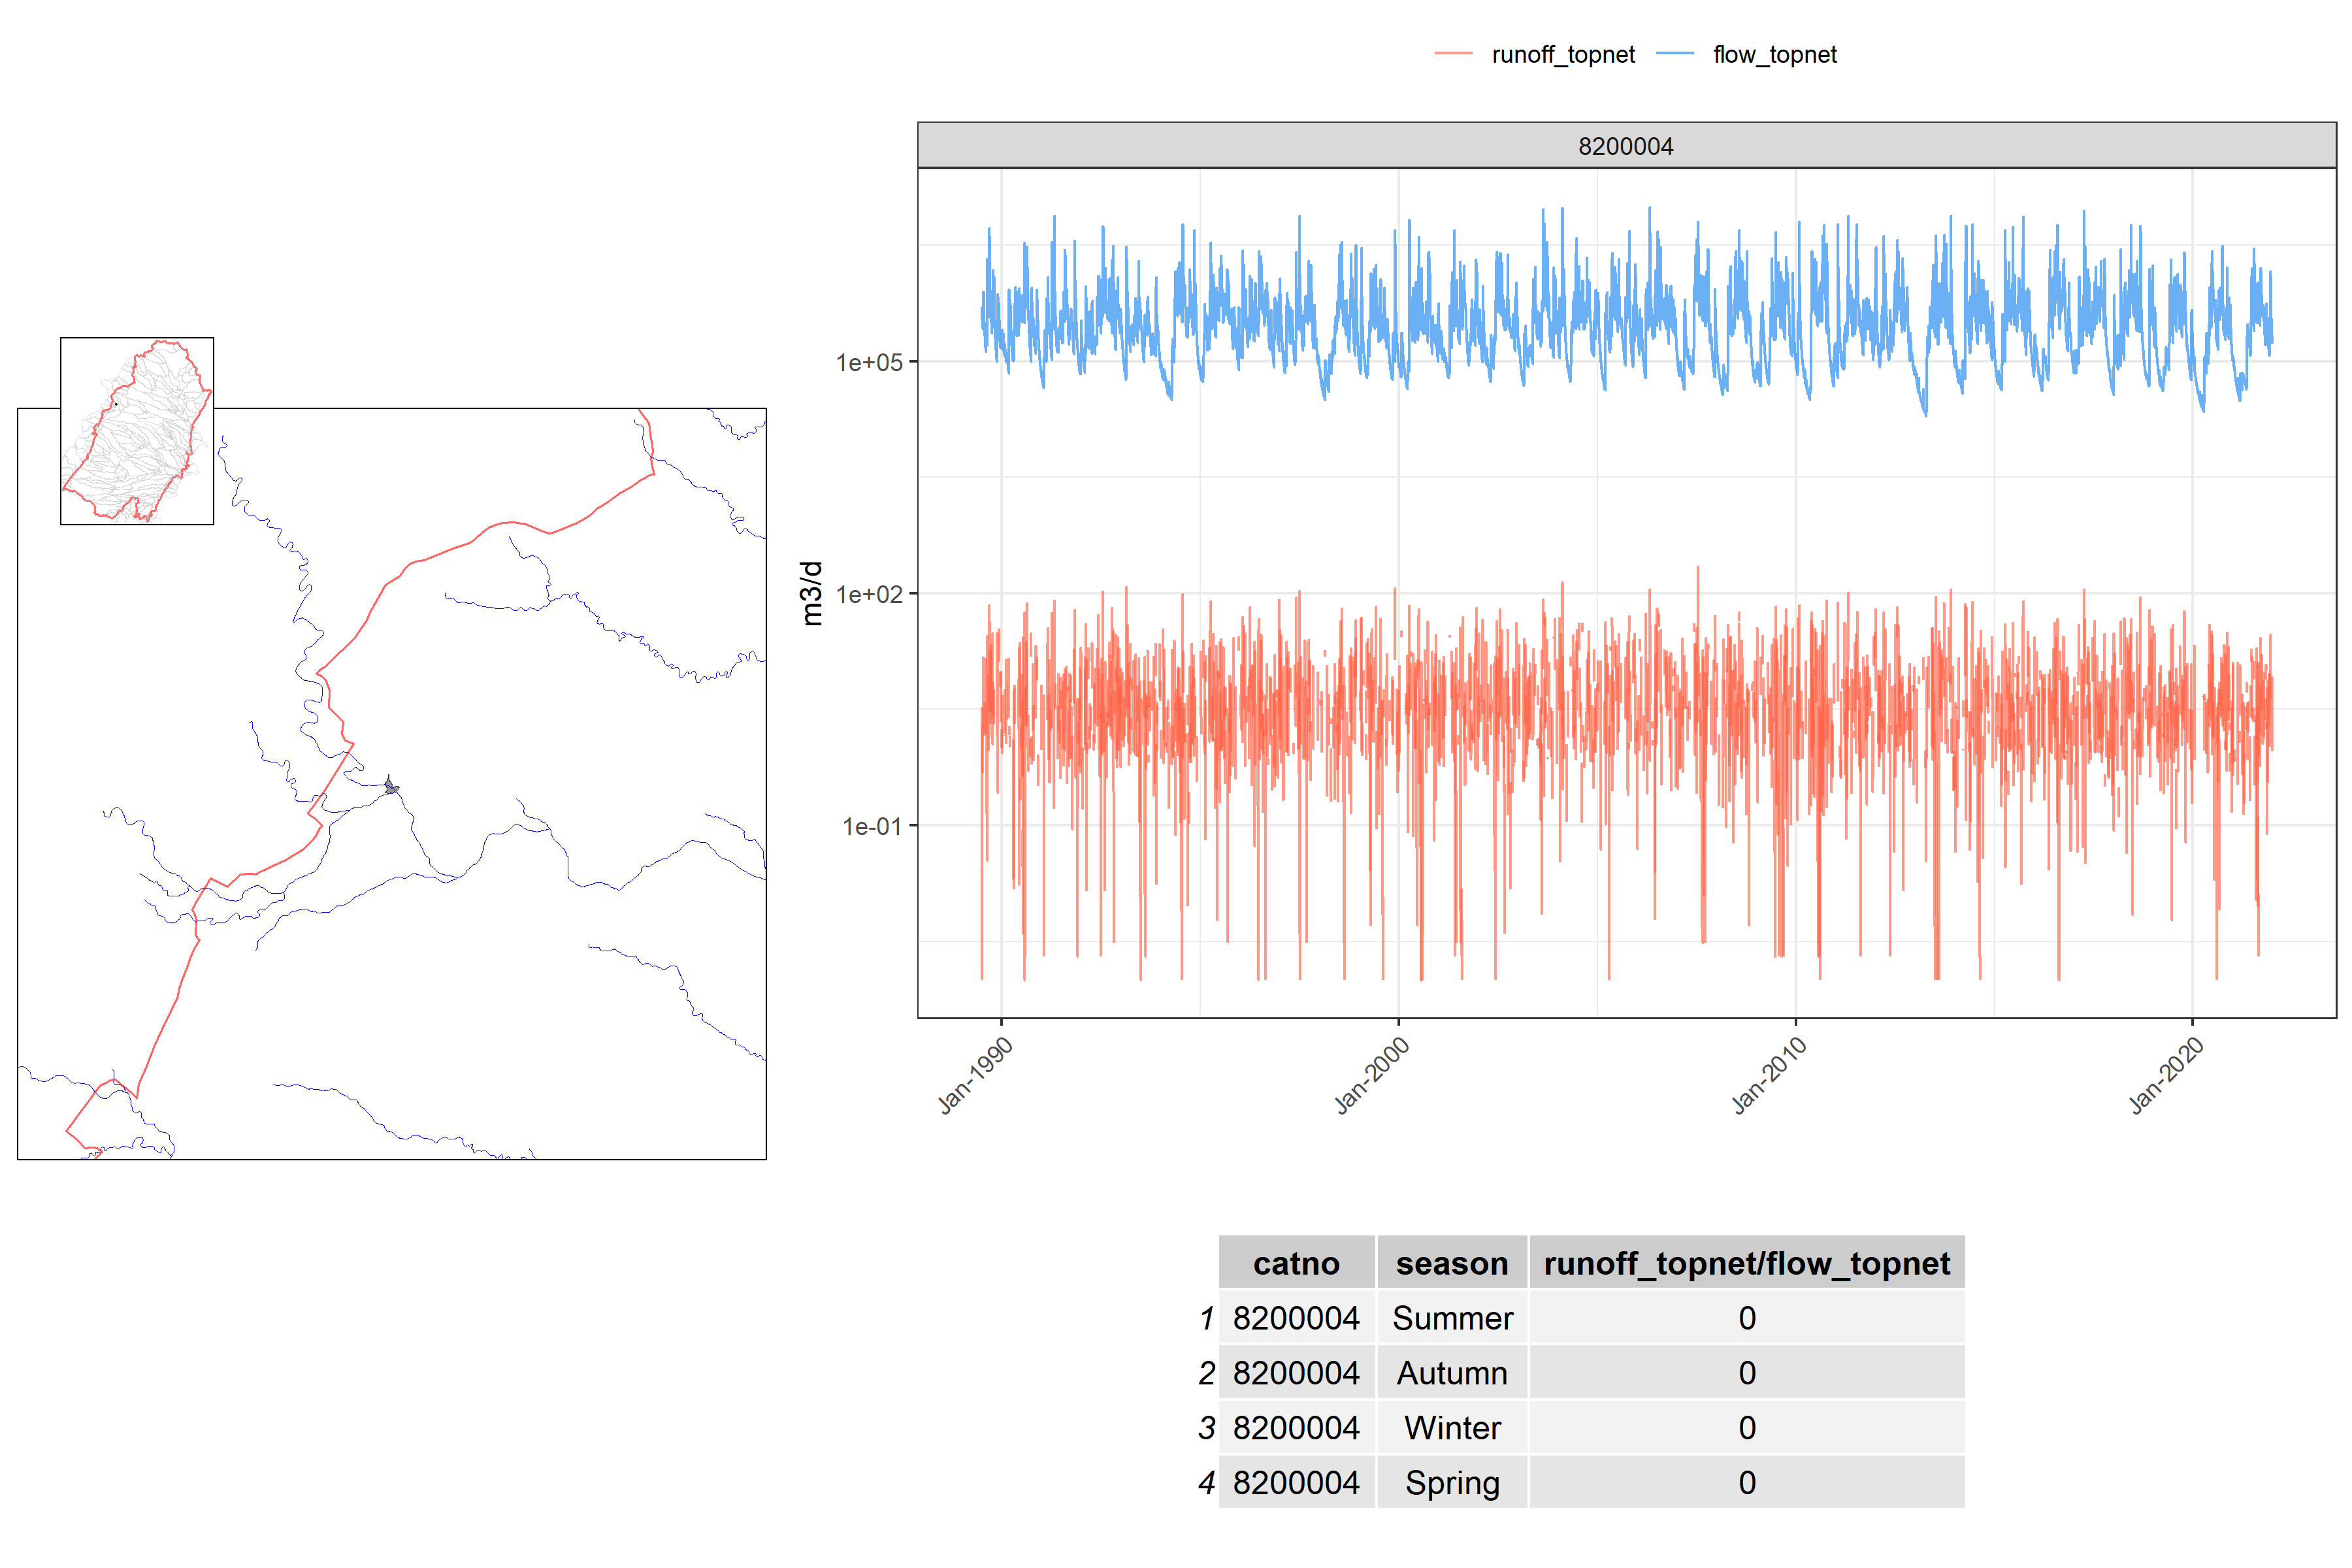 runoff_topnet flow_topnet
8200004
m3/d
1e+05
1e+02
1e-01
Jan-1990 Jan-2000 Jan-2010 Jan-2020
catno season runoff_topnet/flow_topnet
1 8200004 Summer 0
2 8200004 Autumn 0
3 8200004 Winter 0
4 8200004 Spring 0